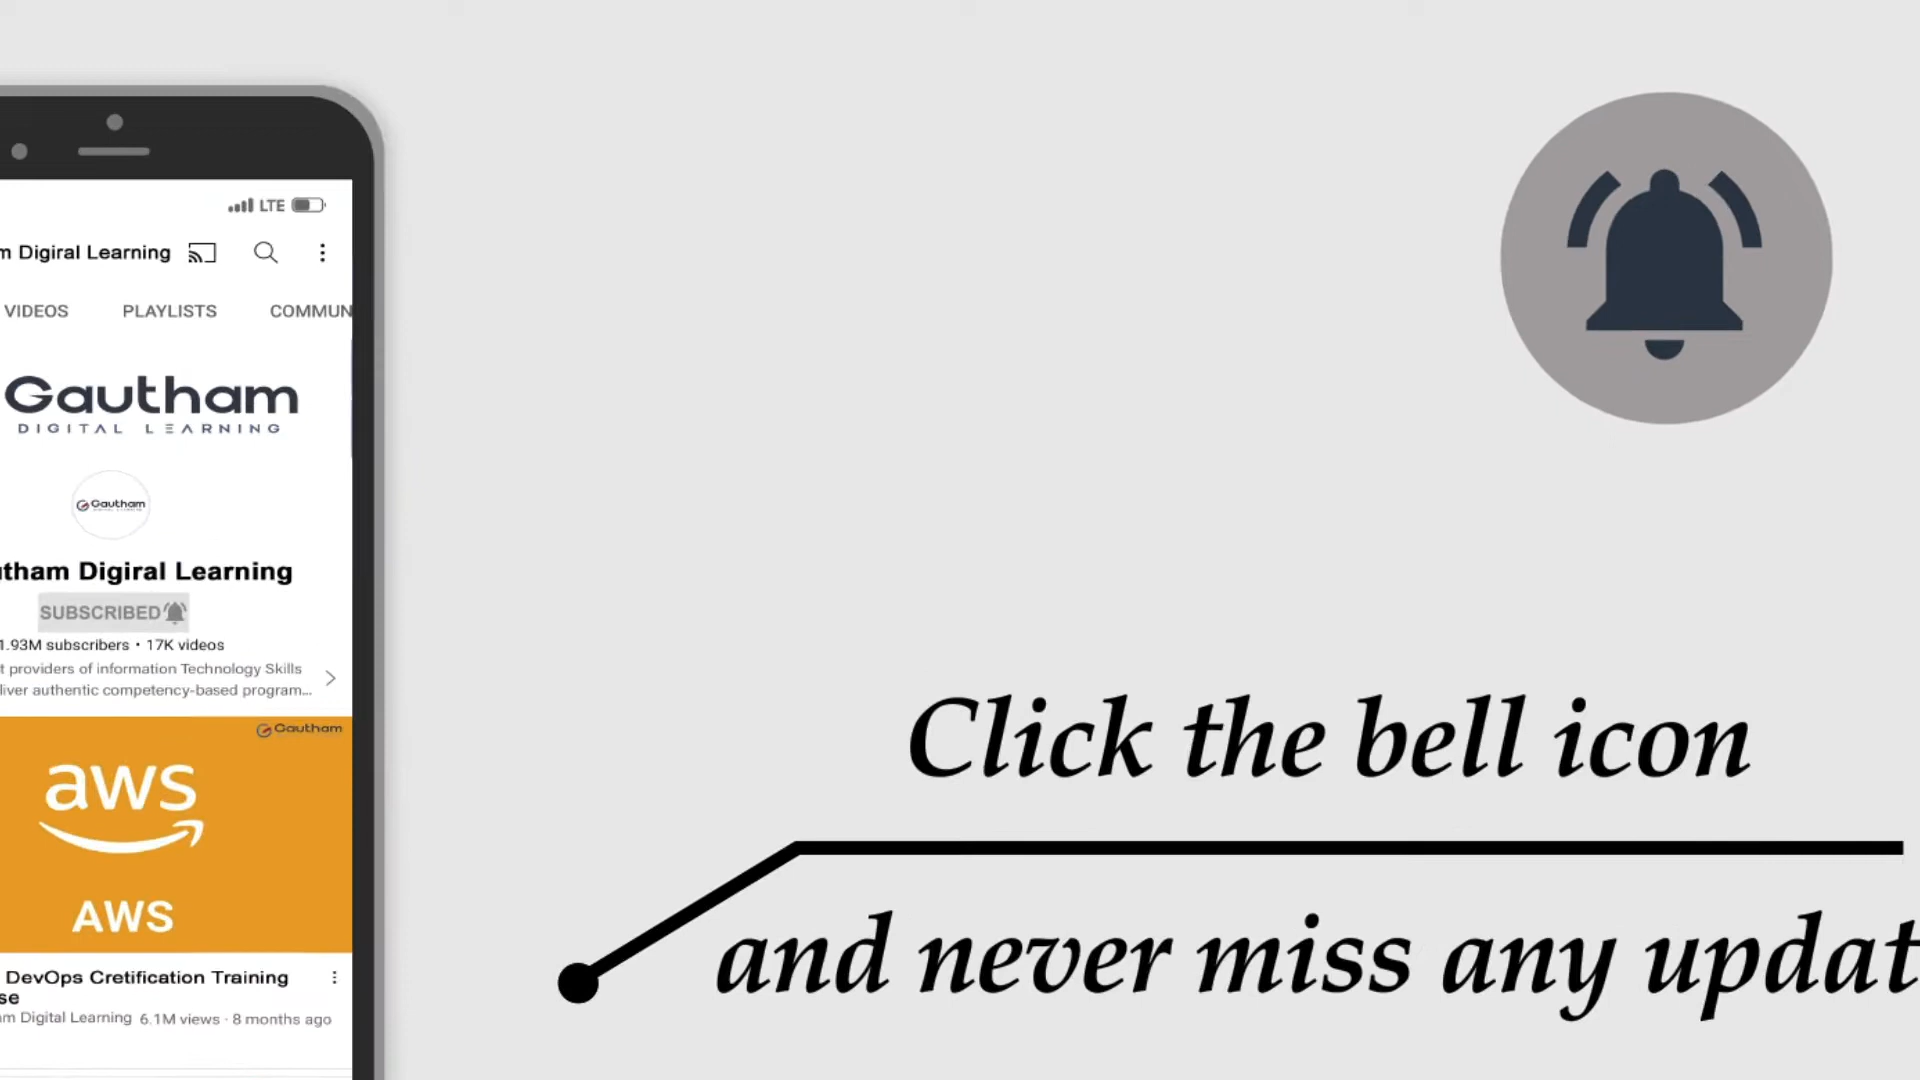 LTE
m Digiral Learning
VIDEOS PLAYLISTS COMMUN
Gautham
DIGITAL LEARNING
Gautham
tham Digiral Learning
SUBSCRIBED
1.93M subscribers • 17K videos
t providers of information Technology Skills
liver authentic competency-based program...
Gautham
aws
AWS
DevOps Cretification Training
se
m Digital Learning 6.1M views · 8 months ago
Click the bell icon
and never miss any updat